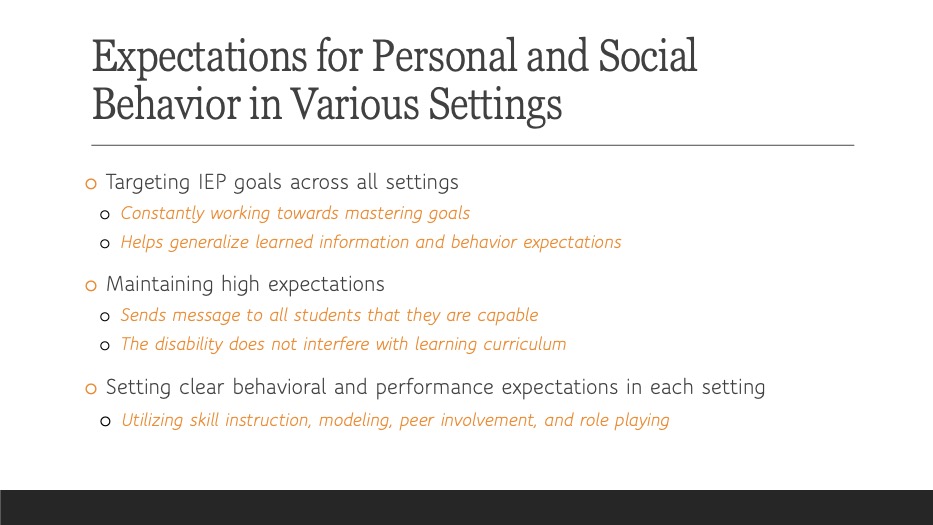 Expectations for Personal and Social
Behavior in Various Settings
o Targeting IEP goals across all settings
o Constantly working towards mastering goals
o Helps generalize learned information and behavior expectations
o Maintaining high expectations
o Sends message to all students that they are capable
o The disability does not interfere with learning curriculum
o Setting clear behavioral and performance expectations in each setting
o Utilizing skill instruction, modeling, peer involvement, and role playing